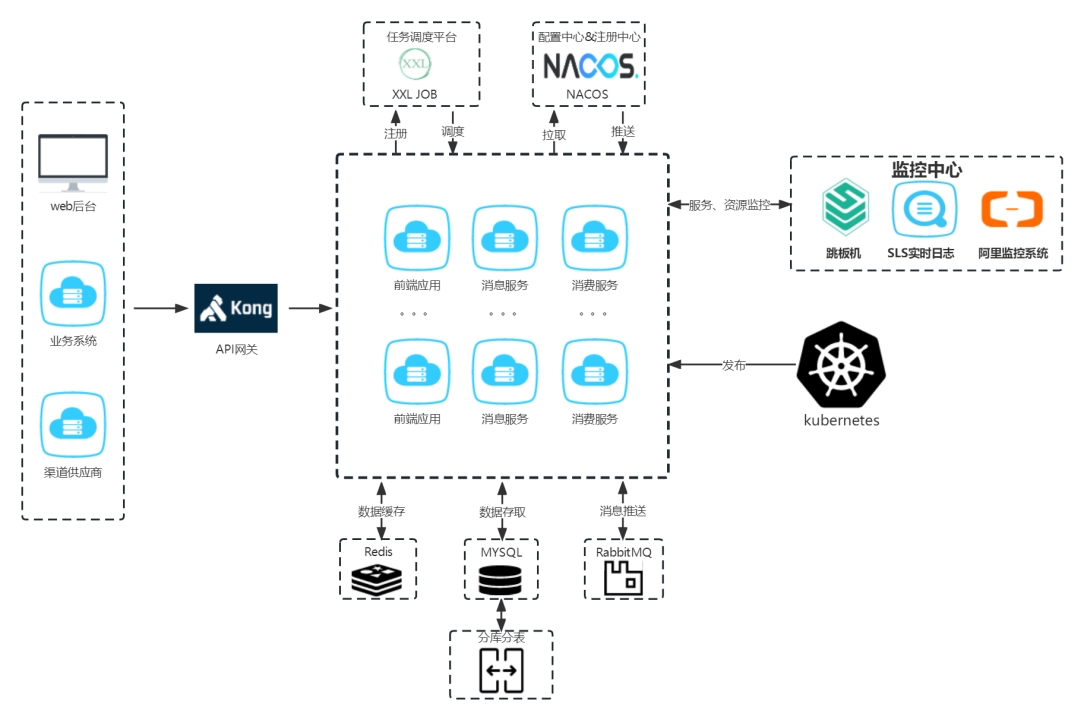 任务调度平台
XXL
XXL JOB
配置中心&注册中心
NACOS.
NACOS
注册
调度
拉取
推送
web后台
业务系统
渠道供应商
Kong
API网关
前端应用
消息服务
消费服务
。。。
。。。
。。。
前端应用
消息服务
消费服务
服务、资源监控
监控中心
跳板机
SLS实时日志
阿里监控系统
发布
kubernetes
数据缓存
数据存取
消息推送
Redis
MYSQL
RabbitMQ
分库分表